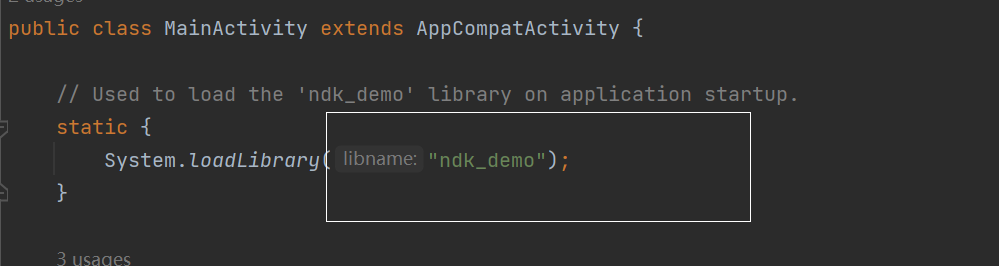 2 usages
public class MainActivity extends AppCompatActivity {
// Used to load the 'ndk_demo' library on application startup.
static {
System.loadLibrary( libname: "ndk_demo");
}
3 usages